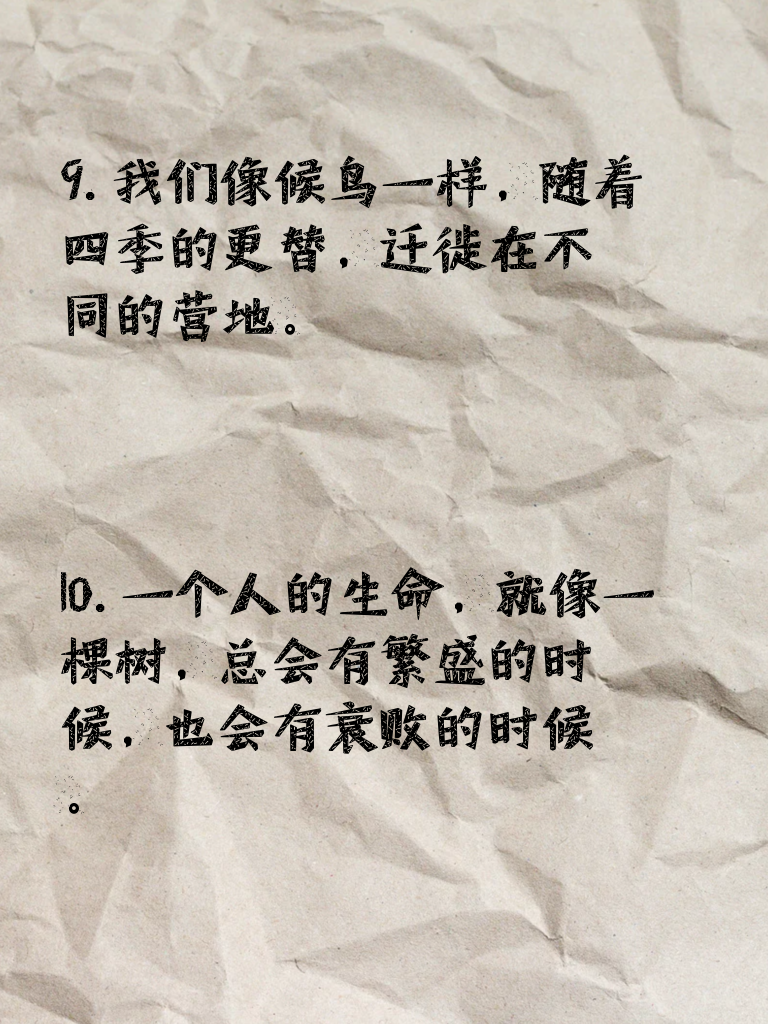 9. 我们像候鸟一样，随着
四季的更替，迁徙在不
同的营地。
10. 一个人的生命，就像一
棵树，总会有繁盛的时
候，也会有衰败的时候
。